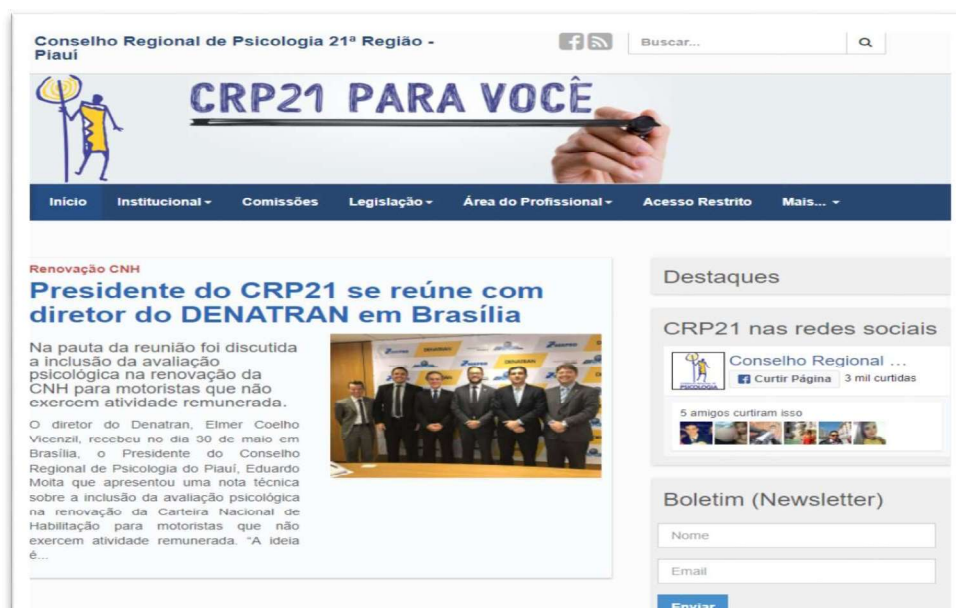 Conselho Regional de Psicologia 21ª Região -
Piauí
Buscar...
CRP21 PARA VOCÊ
Início Institucional Comissões Legislação Área do Profissional Acesso Restrito Mais...
Renovação CNH
Presidente do CRP21 se reúne com
diretor do DENATRAN em Brasília
Na pauta da reunião foi discutida
a inclusão da avaliação
psicológica na renovação da
CNH para motoristas que não
exercem atividade remunerada.
O diretor do Denatran, Elmer Coelho
Vicenzil, recebeu no dia 30 de maio em
Brasília, o Presidente do Conselho
Regional de Psicologia do Piauí, Eduardo
Moita que apresentou uma nota técnica
sobre a inclusão da avaliação psicológica
na renovação da Carteira Nacional de
Habilitação para motoristas que não
exercem atividade remunerada. "A ideia
é...
DENATRAN
Destaques
CRP21 nas redes sociais
PSICOLOGIA
Conselho Regional ...
Curtir Página 3 mil curtidas
5 amigos curtiram isso
Boletim (Newsletter)
Nome
Email
Enviar